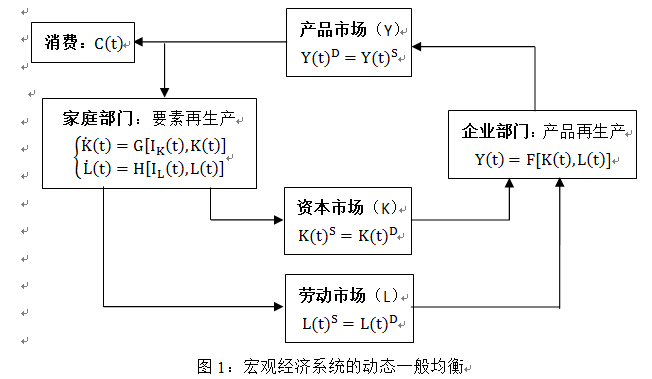 产品市场（Y）
Y(t)ᴰ = Y(t)ˢ
消费：C(t)
家庭部门：要素再生产
K̇(t) = G[I_K(t),K(t)]
L̇(t) = H[I_L(t),L(t)]
企业部门：产品再生产
Y(t) = F[K(t),L(t)]
资本市场（K）
K(t)ˢ = K(t)ᴰ
劳动市场（L）
L(t)ˢ = L(t)ᴰ
图 1：宏观经济系统的动态一般均衡